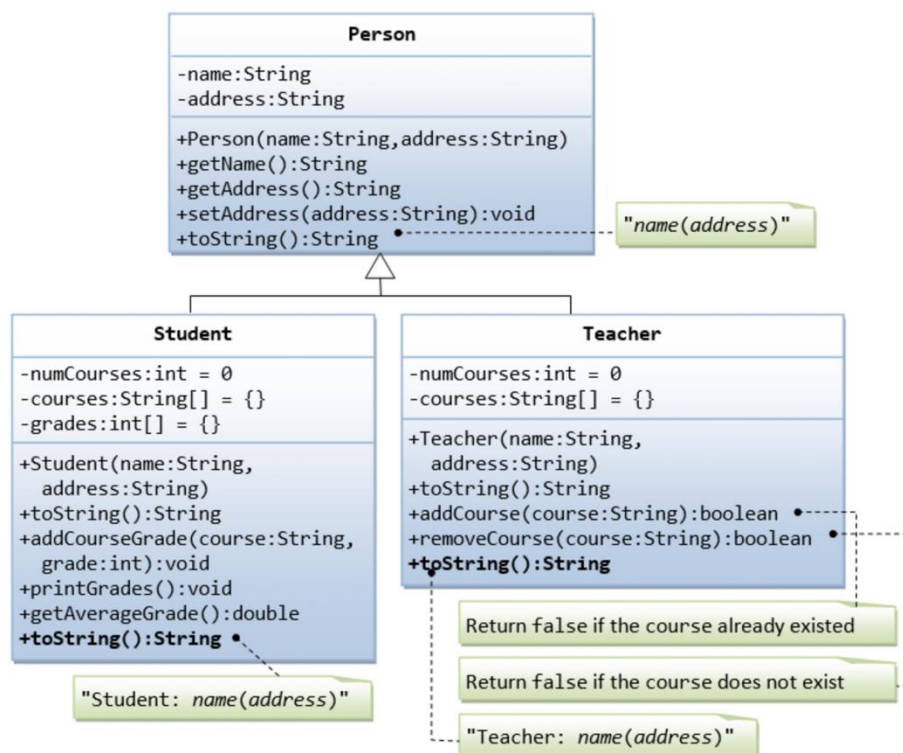 Person
-name:String
-address:String
+Person(name:String,address:String)
+getName():String
+getAddress():String
+setAddress(address:String):void
+toString():String
"name(address)"
Student
-numCourses:int = 0
-courses:String[] = {}
-grades:int[] = {}
+Student(name:String,
address:String)
+toString():String
+addCourseGrade(course:String,
grade:int):void
+printGrades():void
+getAverageGrade():double
+toString():String
"Student: name(address)"
Teacher
-numCourses:int = 0
-courses:String[] = {}
+Teacher(name:String,
address:String)
+toString():String
+addCourse(course:String):boolean
+removeCourse(course:String):boolean
+toString():String
Return false if the course already existed
Return false if the course does not exist
"Teacher: name(address)"